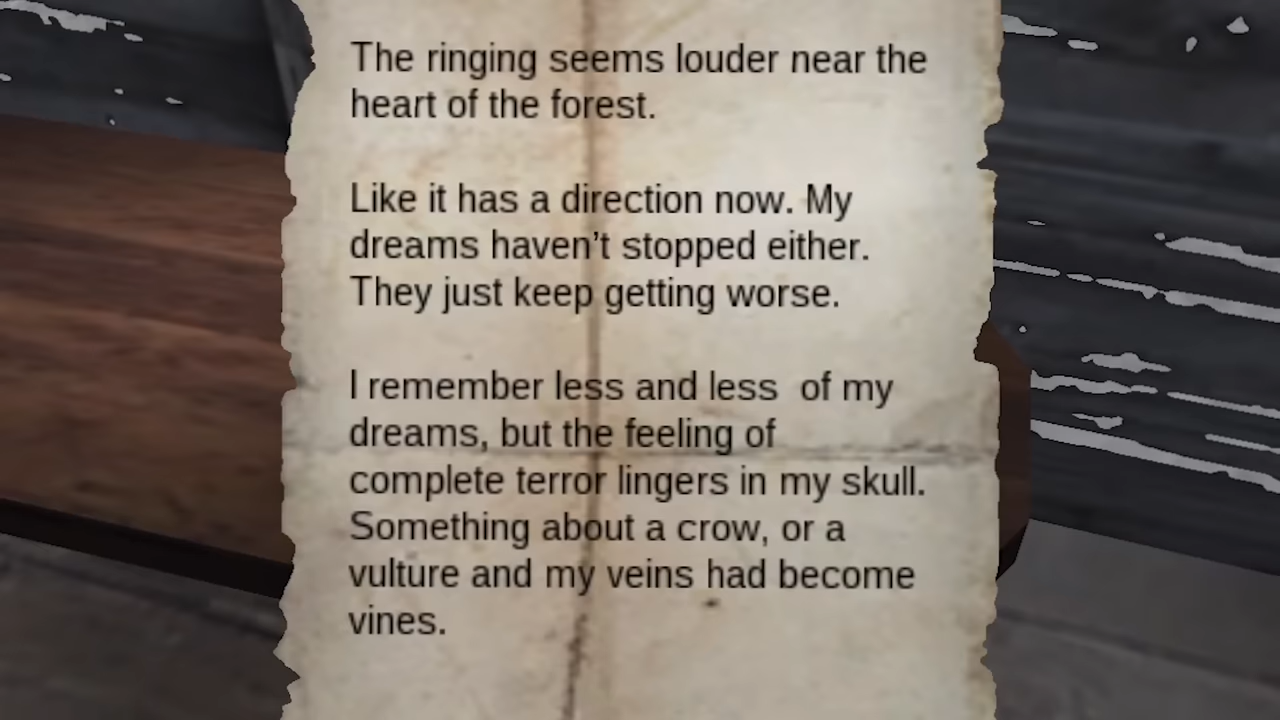 The ringing seems louder near the
heart of the forest.
Like it has a direction now. My
dreams haven’t stopped either.
They just keep getting worse.
I remember less and less  of my
dreams, but the feeling of
complete terror lingers in my skull.
Something about a crow, or a
vulture and my veins had become
vines.